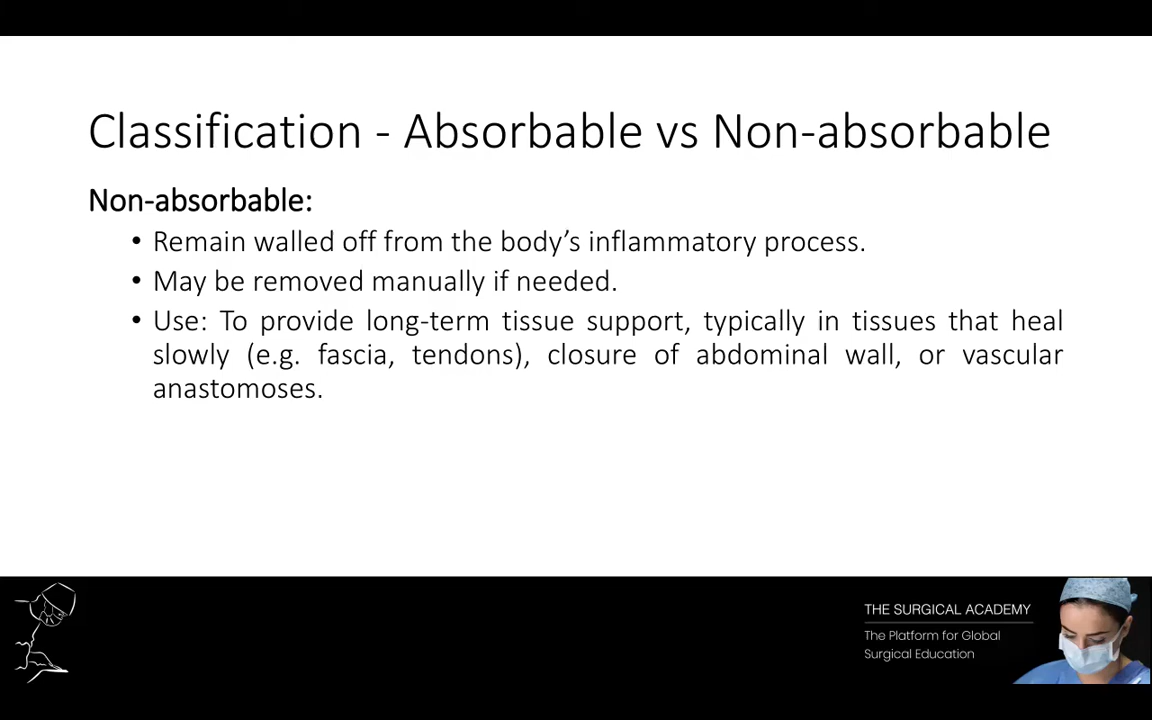 Classification - Absorbable vs Non-absorbable
Non-absorbable:
• Remain walled off from the body’s inflammatory process.
• May be removed manually if needed.
• Use: To provide long-term tissue support, typically in tissues that heal
slowly (e.g. fascia, tendons), closure of abdominal wall, or vascular
anastomoses.
THE SURGICAL ACADEMY
The Platform for Global
Surgical Education